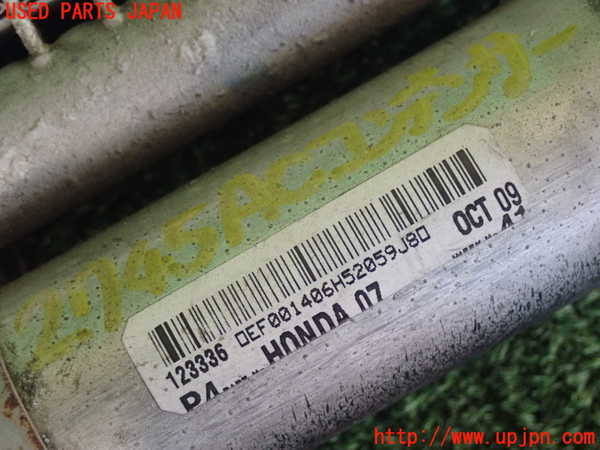 USED PARTS JAPAN
2745ACコンデンサー
OCT 09
EF001406H52059J80
123336
HONDA 07
http://www.upjpn.com/